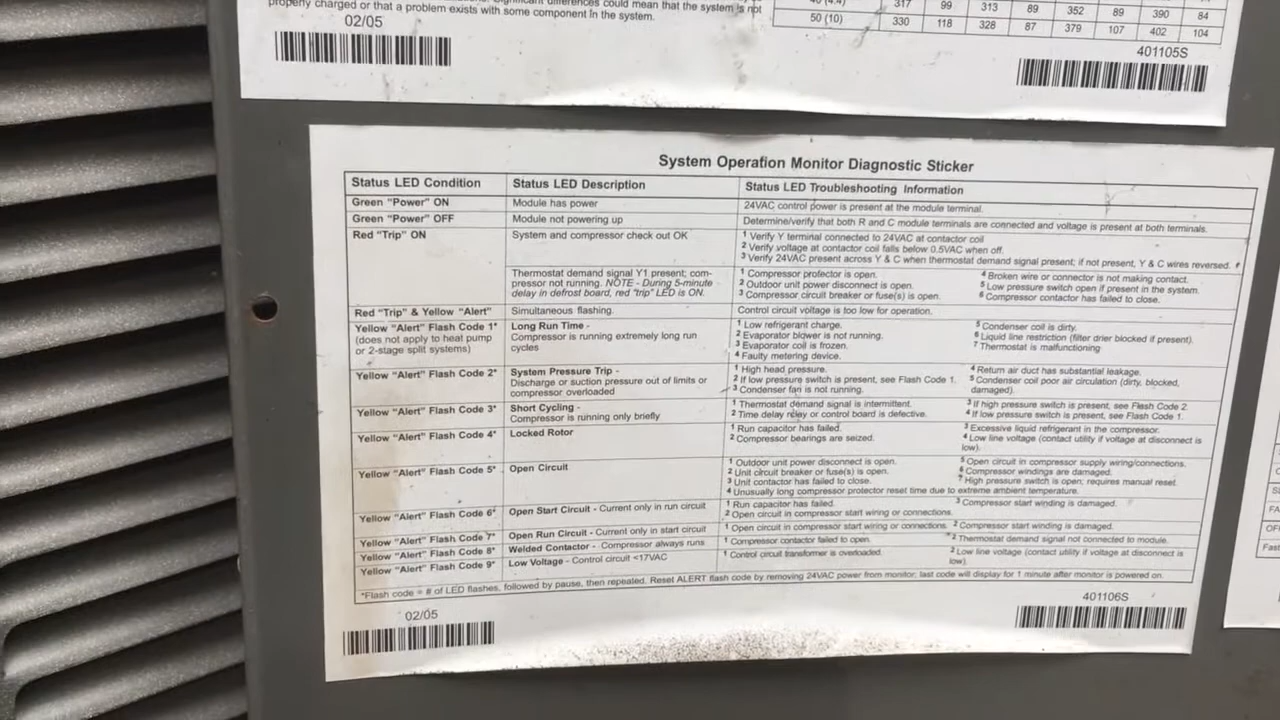 properly charged or that a problem exists with some component in the system.
02/05
317 99 313 89 352 89 390 84
50 (10) 330 118 328 87 379 107 402 104
401105S
System Operation Monitor Diagnostic Sticker
Status LED Condition Status LED Description Status LED Troubleshooting Information
Green “Power” ON Module has power 24VAC control power is present at the module terminal.
Green “Power” OFF Module not powering up Determine/verify that both R and C module terminals are connected and voltage is present at both terminals.
Red “Trip” ON System and compressor check out OK 1 Verify Y terminal connected to 24VAC at contactor coil
2 Verify voltage at contactor coil falls below 0.5VAC when off.
3 Verify 24VAC present across Y & C when thermostat demand signal present; if not present, Y & C wires reversed.
Thermostat demand signal Y1 present; com- 1 Compressor protector is open. 4 Broken wire or connector is not making contact.
pressor not running. NOTE - During 5-minute 2 Outdoor unit power disconnect is open. 5 Low pressure switch open if present in the system.
delay in defrost board, red “trip” LED is ON. 3 Compressor circuit breaker or fuse(s) is open. 6 Compressor contactor has failed to close.
Red “Trip” & Yellow “Alert” Simultaneous flashing. Control circuit voltage is too low for operation.
Yellow “Alert” Flash Code 1* Long Run Time - 1 Low refrigerant charge. 5 Condenser coil is dirty.
(does not apply to heat pump Compressor is running extremely long run 2 Evaporator blower is not running. 6 Liquid line restriction (filter drier blocked if present).
or 2-stage split systems) cycles 3 Evaporator coil is frozen. 7 Thermostat is malfunctioning
4 Faulty metering device.
Yellow “Alert” Flash Code 2* System Pressure Trip - 1 High head pressure. 4 Return air duct has substantial leakage.
Discharge or suction pressure out of limits or 2 If low pressure switch is present, see Flash Code 1. 5 Condenser coil poor air circulation (dirty, blocked,
compressor overloaded 3 Condenser fan is not running. damaged).
Yellow “Alert” Flash Code 3* Short Cycling - 1 Thermostat demand signal is intermittent. 3 If high pressure switch is present, see Flash Code 2.
Compressor is running only briefly 2 Time delay relay or control board is defective. 4 If low pressure switch is present, see Flash Code 1.
Yellow “Alert” Flash Code 4* Locked Rotor 1 Run capacitor has failed. 3 Excessive liquid refrigerant in the compressor.
2 Compressor bearings are seized. 4 Low line voltage (contact utility if voltage at disconnect is
low).
Yellow “Alert” Flash Code 5* Open Circuit 1 Outdoor unit power disconnect is open. 5 Open circuit in compressor supply wiring/connections.
2 Unit circuit breaker or fuse(s) is open. 6 Compressor windings are damaged.
3 Unit contactor has failed to close. 7 High pressure switch is open; requires manual reset.
4 Unusually long compressor protector reset time due to extreme ambient temperature.
Yellow “Alert” Flash Code 6* Open Start Circuit - Current only in run circuit 1 Run capacitor has failed. 3 Compressor start winding is damaged.
2 Open circuit in compressor start wiring or connections.
Yellow “Alert” Flash Code 7* Open Run Circuit - Current only in start circuit 1 Open circuit in compressor start wiring or connections. 2 Compressor start winding is damaged.
Yellow “Alert” Flash Code 8* Welded Contactor - Compressor always runs 1 Compressor contactor failed to open. 2 Thermostat demand signal not connected to module.
Yellow “Alert” Flash Code 9* Low Voltage - Control circuit <17VAC 1 Control circuit transformer is overloaded. 2 Low line voltage (contact utility if voltage at disconnect is
low).
*Flash code = # of LED flashes, followed by pause, then repeated. Reset ALERT flash code by removing 24VAC power from monitor; last code will display for 1 minute after monitor is powered on.
02/05
401106S